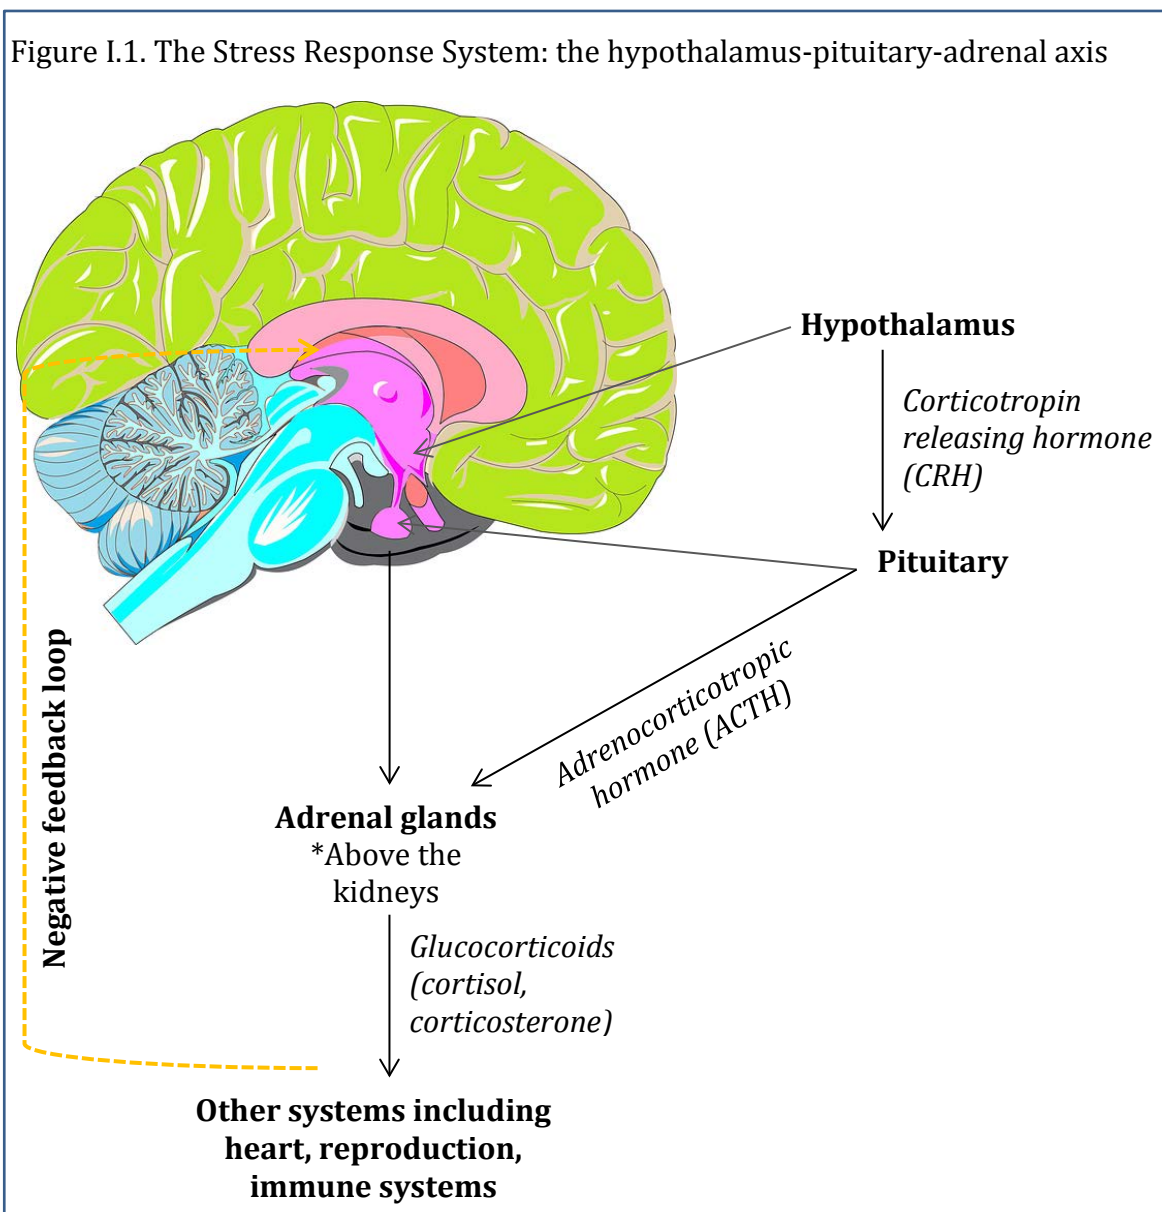 Figure I.1. The Stress Response System: the hypothalamus-pituitary-adrenal axis
Hypothalamus
Corticotropin
releasing hormone
(CRH)
Pituitary
Adrenocorticotropic
hormone (ACTH)
Negative feedback loop
Adrenal glands
*Above the
kidneys
Glucocorticoids
(cortisol,
corticosterone)
Other systems including
heart, reproduction,
immune systems